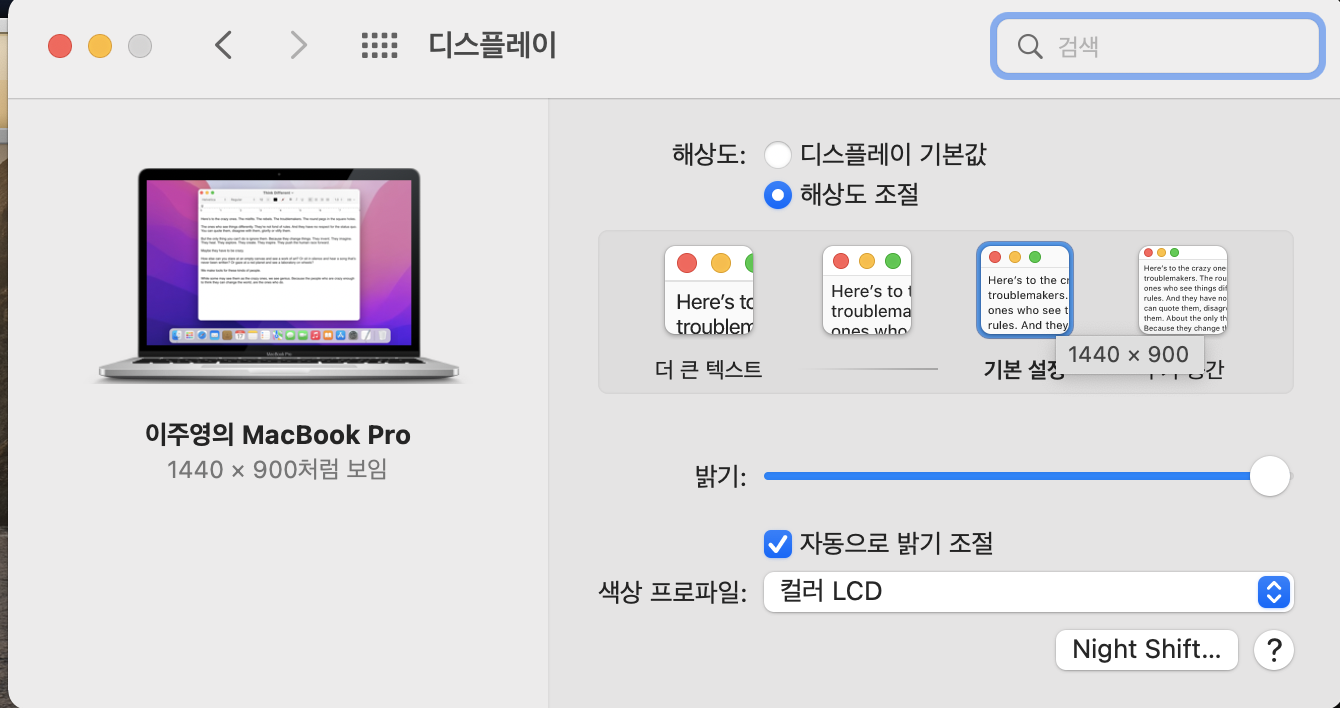 디스플레이
검색
해상도:
디스플레이 기본값
해상도 조절
Here's to
troublem
Here's to t
troublema
ones who
Here's to the cr
troublemakers.
ones who see t
rules. And they
Here's to the crazy one
troublemakers. The rou
ones who see things dif
rules. And they have no
can quote them, disagre
them. About the only th
Because they change t
더 큰 텍스트
기본 설정
1440 × 900
이주영의 MacBook Pro
1440 × 900처럼 보임
밝기:
자동으로 밝기 조절
색상 프로파일:
컬러 LCD
Night Shift...
?